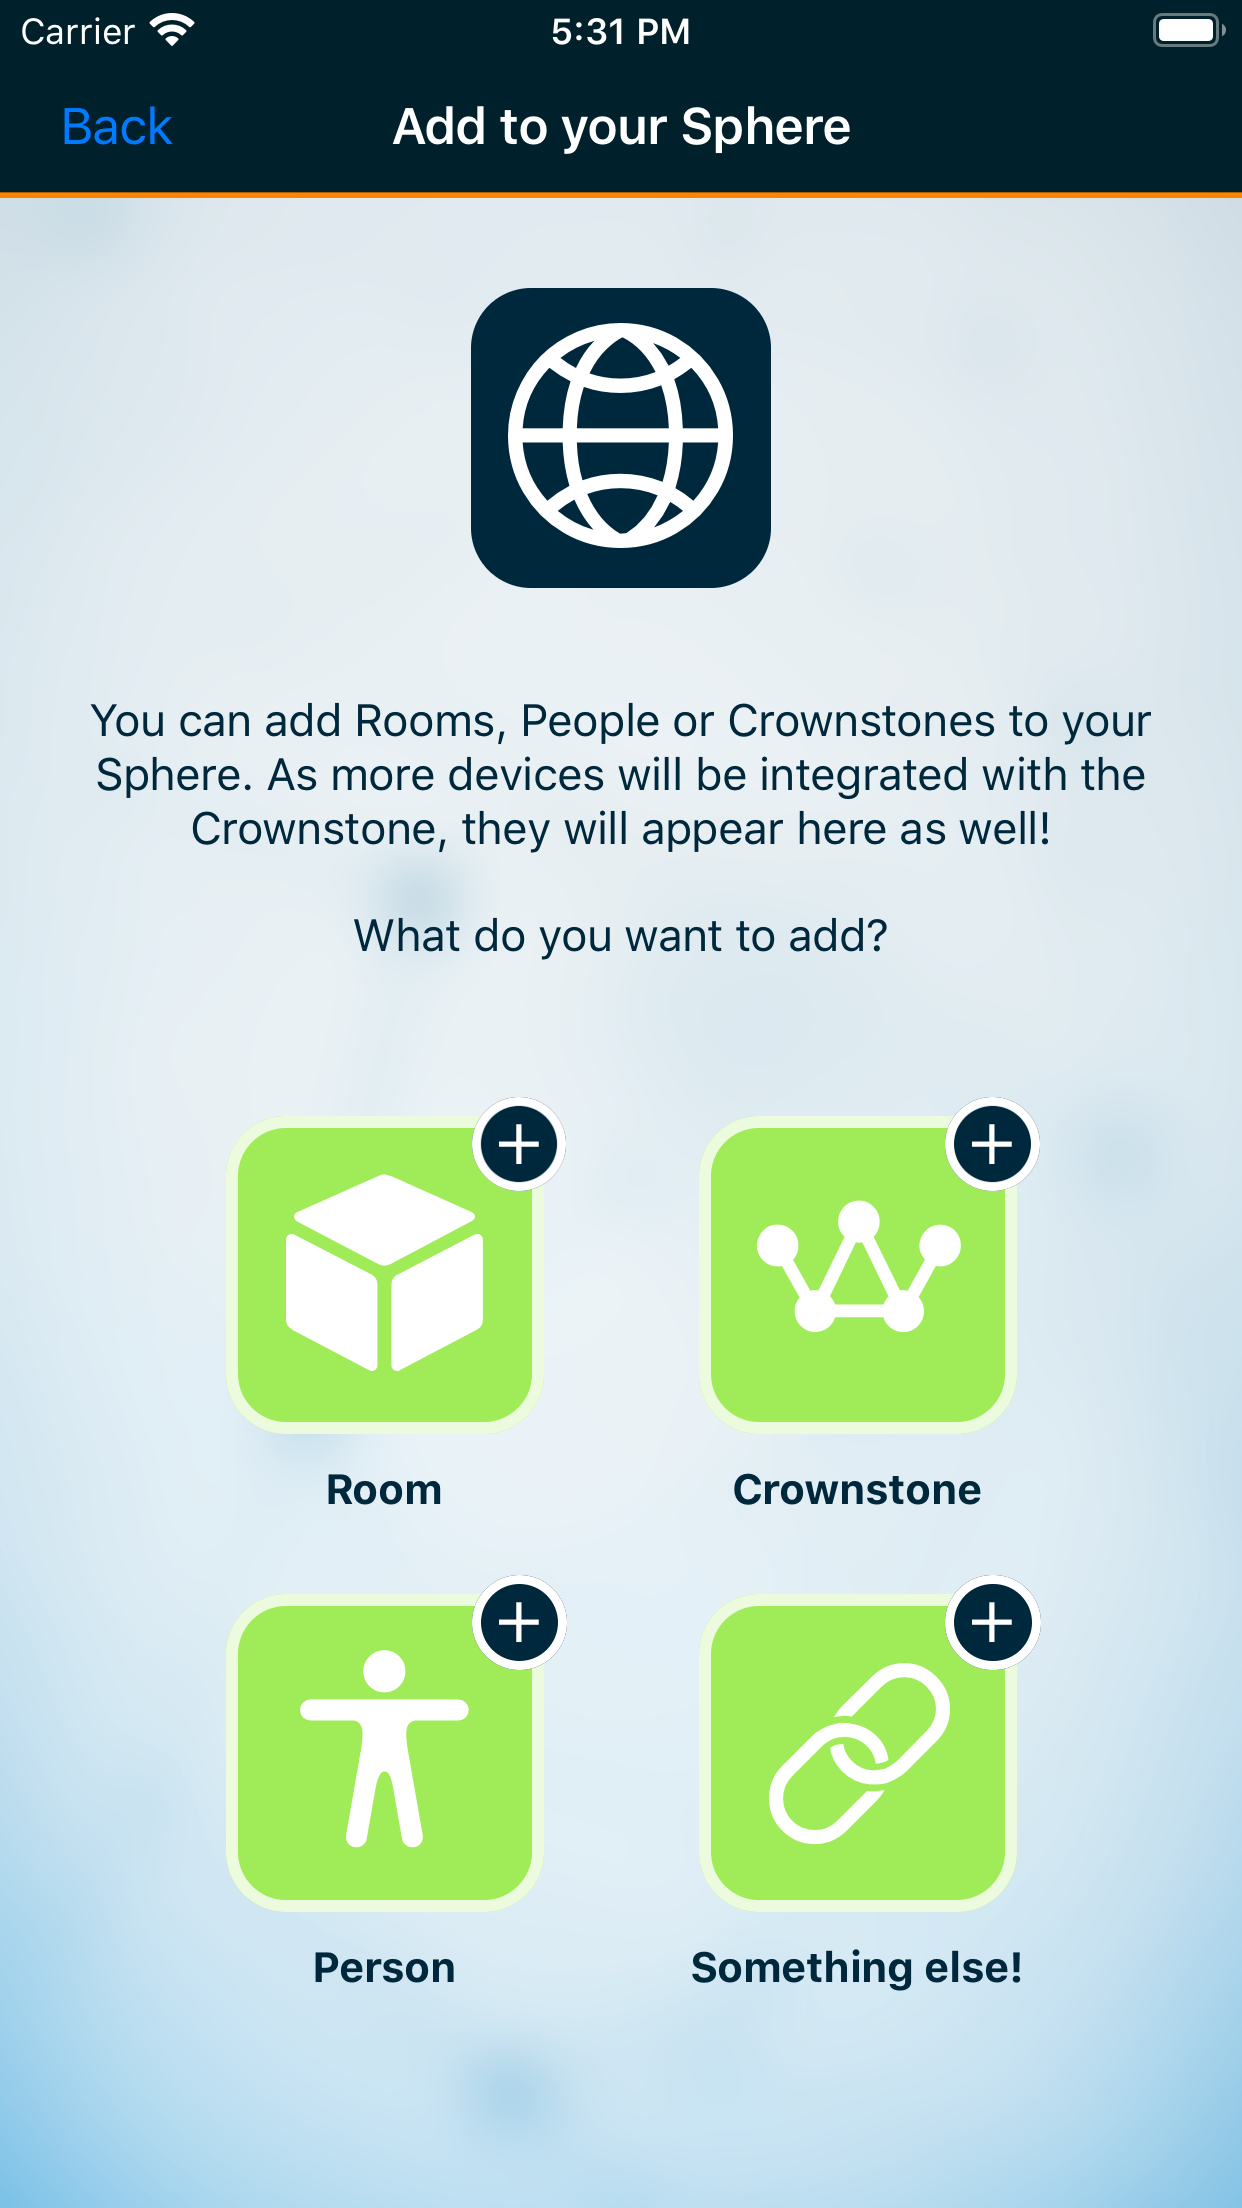 Carrier 5:31 PM
Back Add to your Sphere
You can add Rooms, People or Crownstones to your
Sphere. As more devices will be integrated with the
Crownstone, they will appear here as well!
What do you want to add?
Room Crownstone
Person Something else!